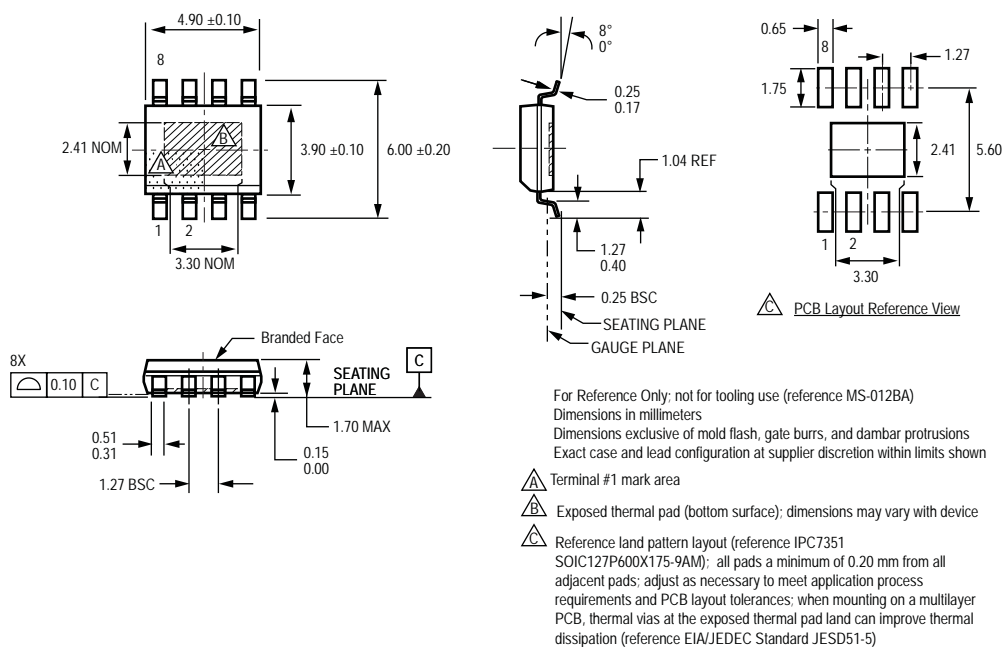 4.90 ±0.10
8
2.41 NOM
A
B
3.90 ±0.10
6.00 ±0.20
1 2
3.30 NOM
8°
0°
0.25
0.17
1.04 REF
1.27
0.40
0.25 BSC
SEATING PLANE
GAUGE PLANE
0.65
8
1.27
1.75
2.41
5.60
1 2
3.30
C PCB Layout Reference View
Branded Face
8X
0.10 C
SEATING
PLANE
C
1.70 MAX
0.51
0.31
0.15
0.00
1.27 BSC
For Reference Only; not for tooling use (reference MS-012BA)
Dimensions in millimeters
Dimensions exclusive of mold flash, gate burrs, and dambar protrusions
Exact case and lead configuration at supplier discretion within limits shown
A Terminal #1 mark area
B Exposed thermal pad (bottom surface); dimensions may vary with device
C Reference land pattern layout (reference IPC7351
SOIC127P600X175-9AM); all pads a minimum of 0.20 mm from all
adjacent pads; adjust as necessary to meet application process
requirements and PCB layout tolerances; when mounting on a multilayer
PCB, thermal vias at the exposed thermal pad land can improve thermal
dissipation (reference EIA/JEDEC Standard JESD51-5)